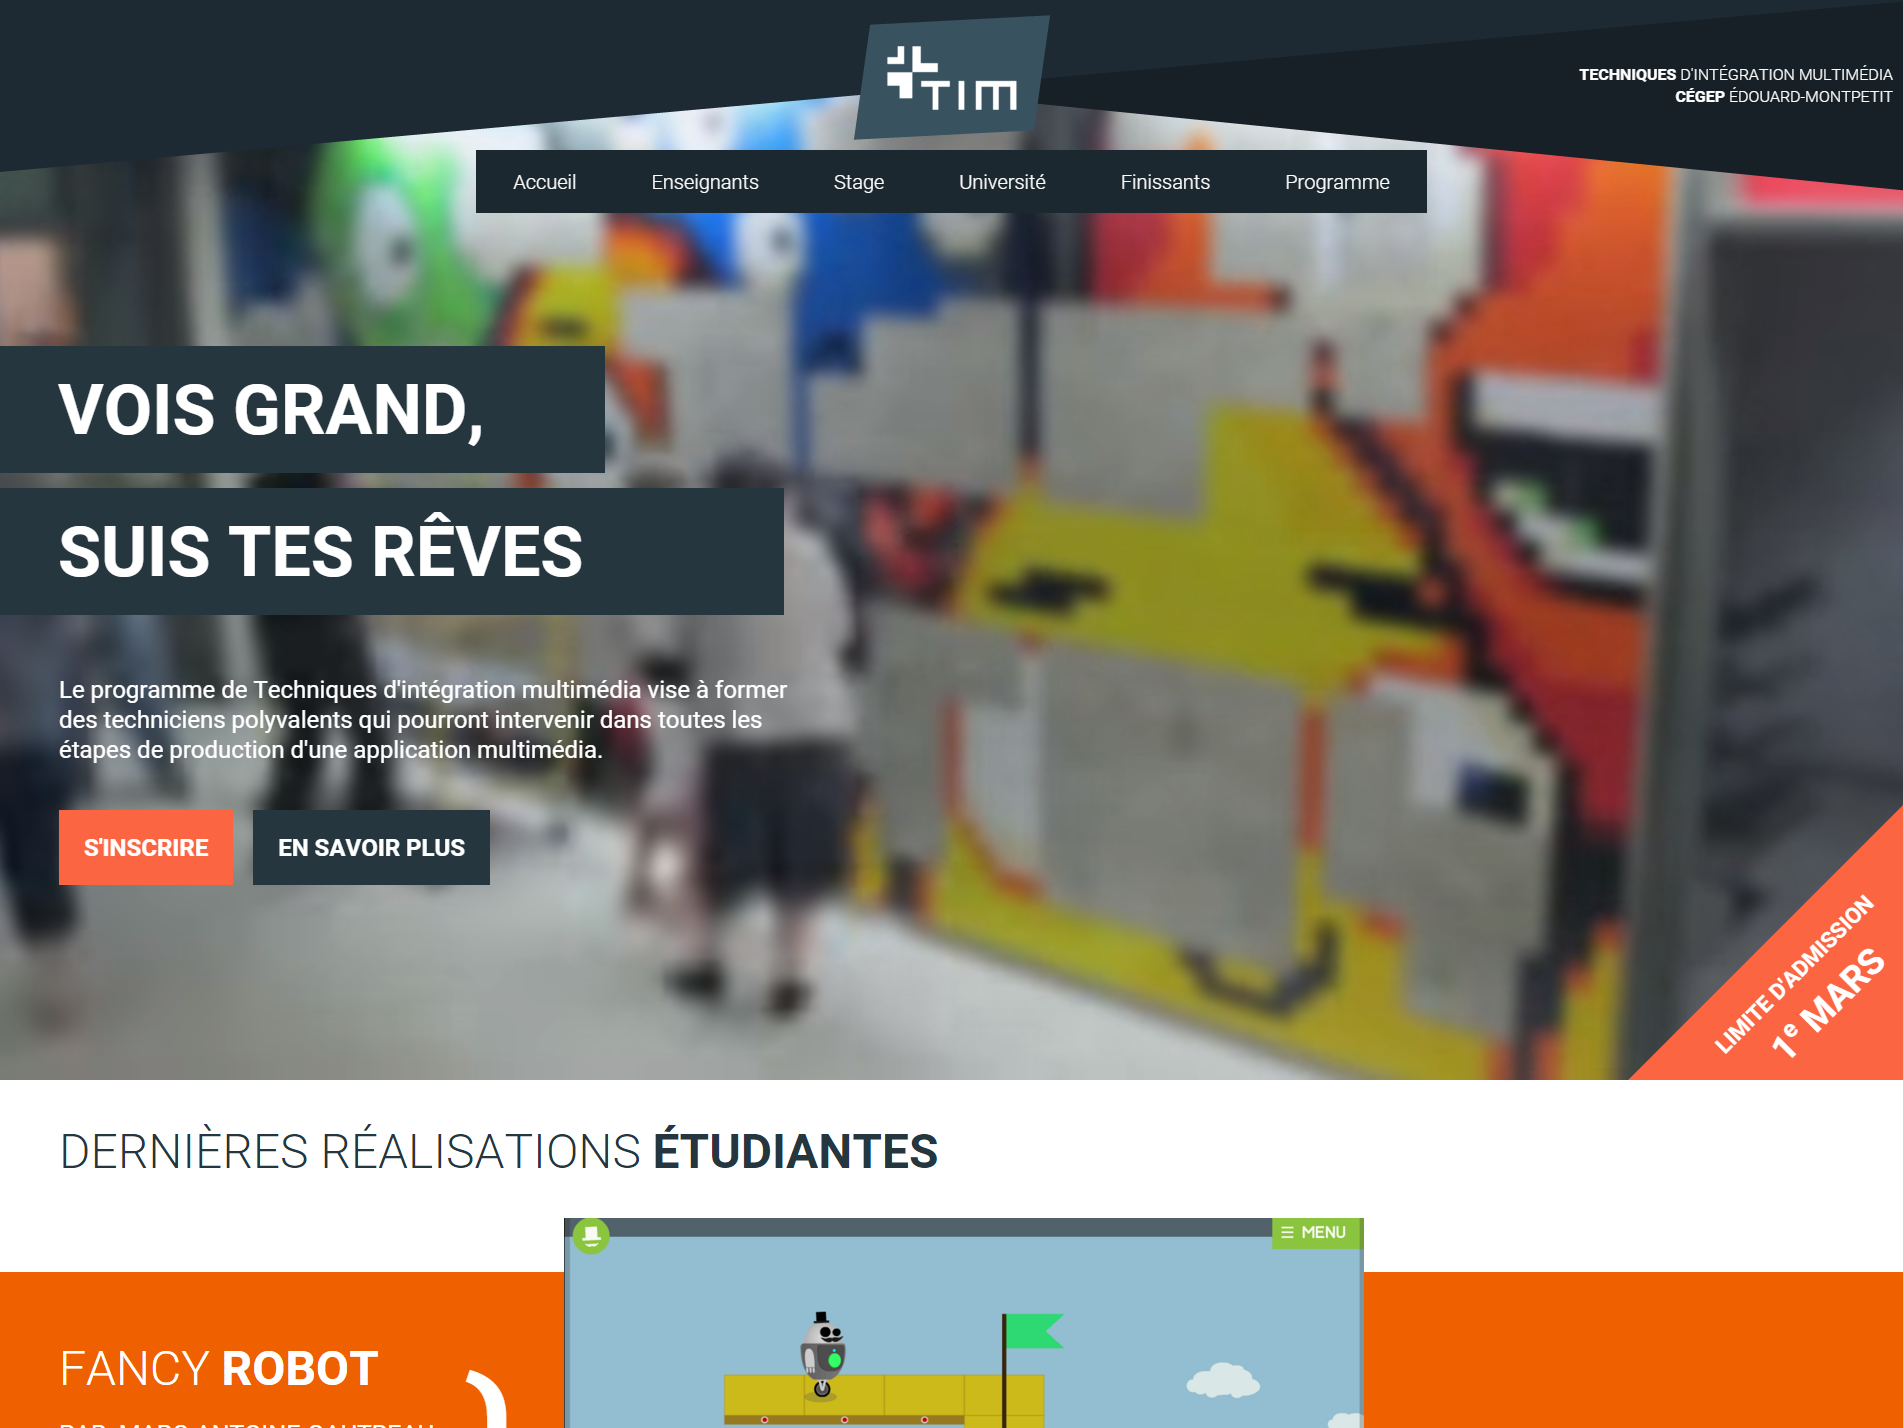 TIM
TECHNIQUES D'INTÉGRATION MULTIMÉDIA
CÉGEP ÉDOUARD-MONTPETIT
Accueil Enseignants Stage Université Finissants Programme
VOIS GRAND,
SUIS TES RÊVES
Le programme de Techniques d'intégration multimédia vise à former
des techniciens polyvalents qui pourront intervenir dans toutes les
étapes de production d'une application multimédia.
S'INSCRIRE EN SAVOIR PLUS
LIMITE D'ADMISSION
1e MARS
DERNIÈRES RÉALISATIONS ÉTUDIANTES
MENU
FANCY ROBOT